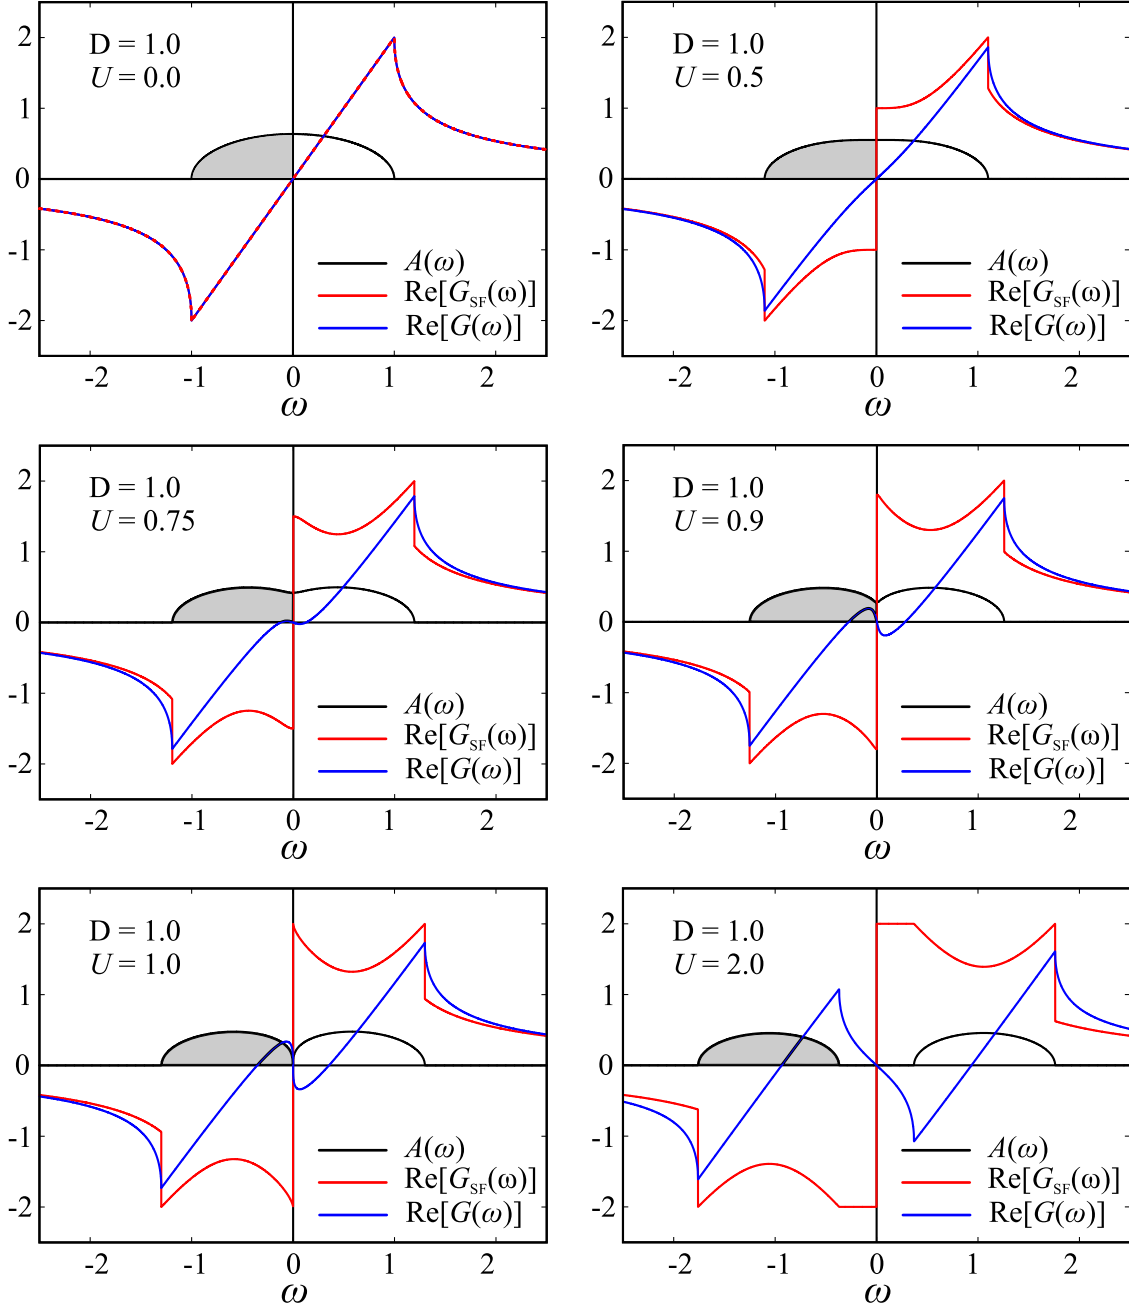 D = 1.0
U = 0.0
2
1
0
-1
-2
A(ω)
Re[G_SF(ω)]
Re[G(ω)]
-2 -1 0 1 2
ω
D = 1.0
U = 0.5
2
1
0
-1
-2
A(ω)
Re[G_SF(ω)]
Re[G(ω)]
-2 -1 0 1 2
ω
D = 1.0
U = 0.75
2
1
0
-1
-2
A(ω)
Re[G_SF(ω)]
Re[G(ω)]
-2 -1 0 1 2
ω
D = 1.0
U = 0.9
2
1
0
-1
-2
A(ω)
Re[G_SF(ω)]
Re[G(ω)]
-2 -1 0 1 2
ω
D = 1.0
U = 1.0
2
1
0
-1
-2
A(ω)
Re[G_SF(ω)]
Re[G(ω)]
-2 -1 0 1 2
ω
D = 1.0
U = 2.0
2
1
0
-1
-2
A(ω)
Re[G_SF(ω)]
Re[G(ω)]
-2 -1 0 1 2
ω